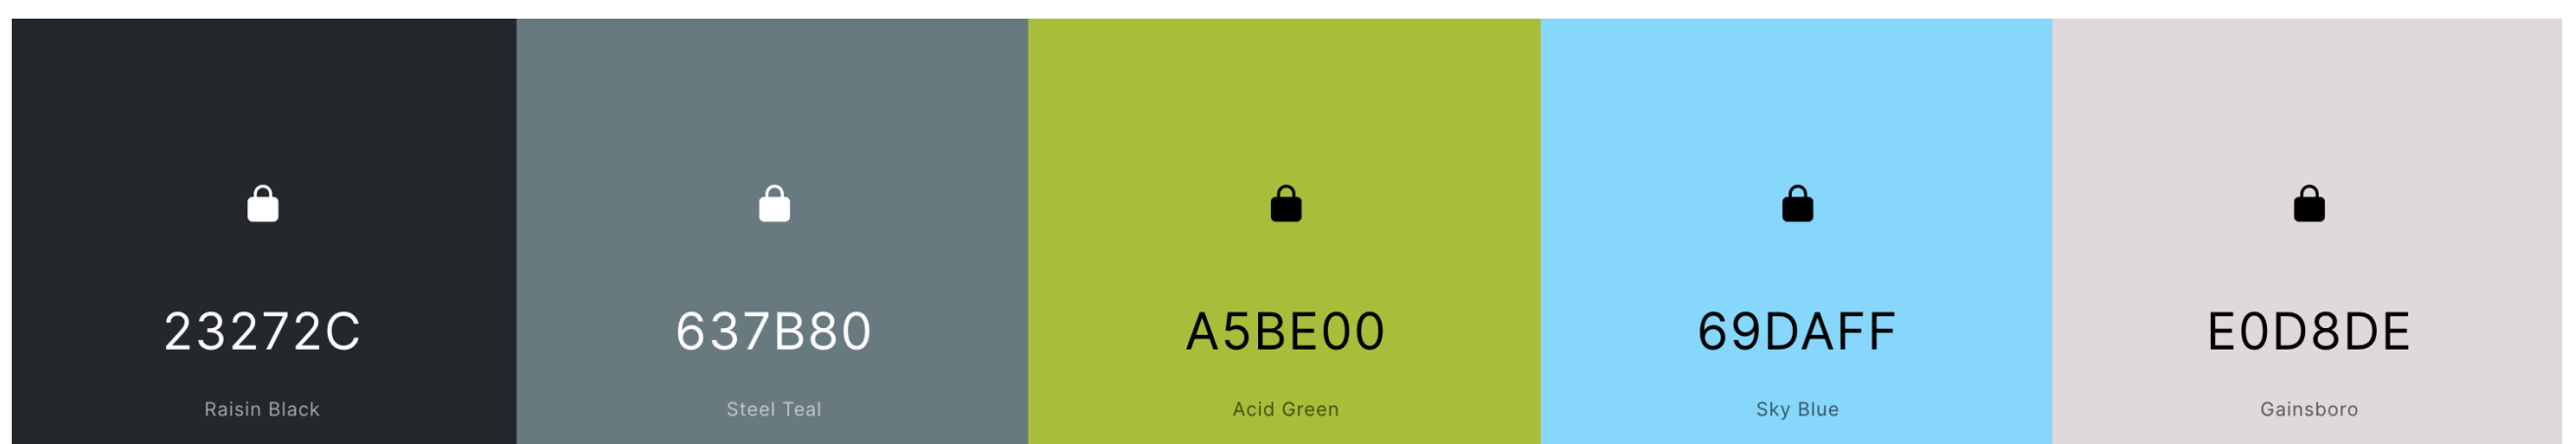 23272C
Raisin Black
637B80
Steel Teal
A5BE00
Acid Green
69DAFF
Sky Blue
E0D8DE
Gainsboro